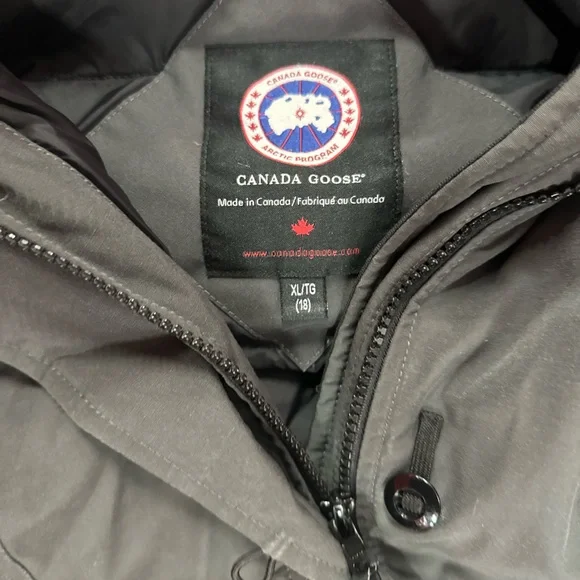 CANADA GOOSE®
ARCTIC PROGRAM
CANADA GOOSE®
Made in Canada/Fabriqué au Canada
www.canadagoose.com
XL/TG
(18)